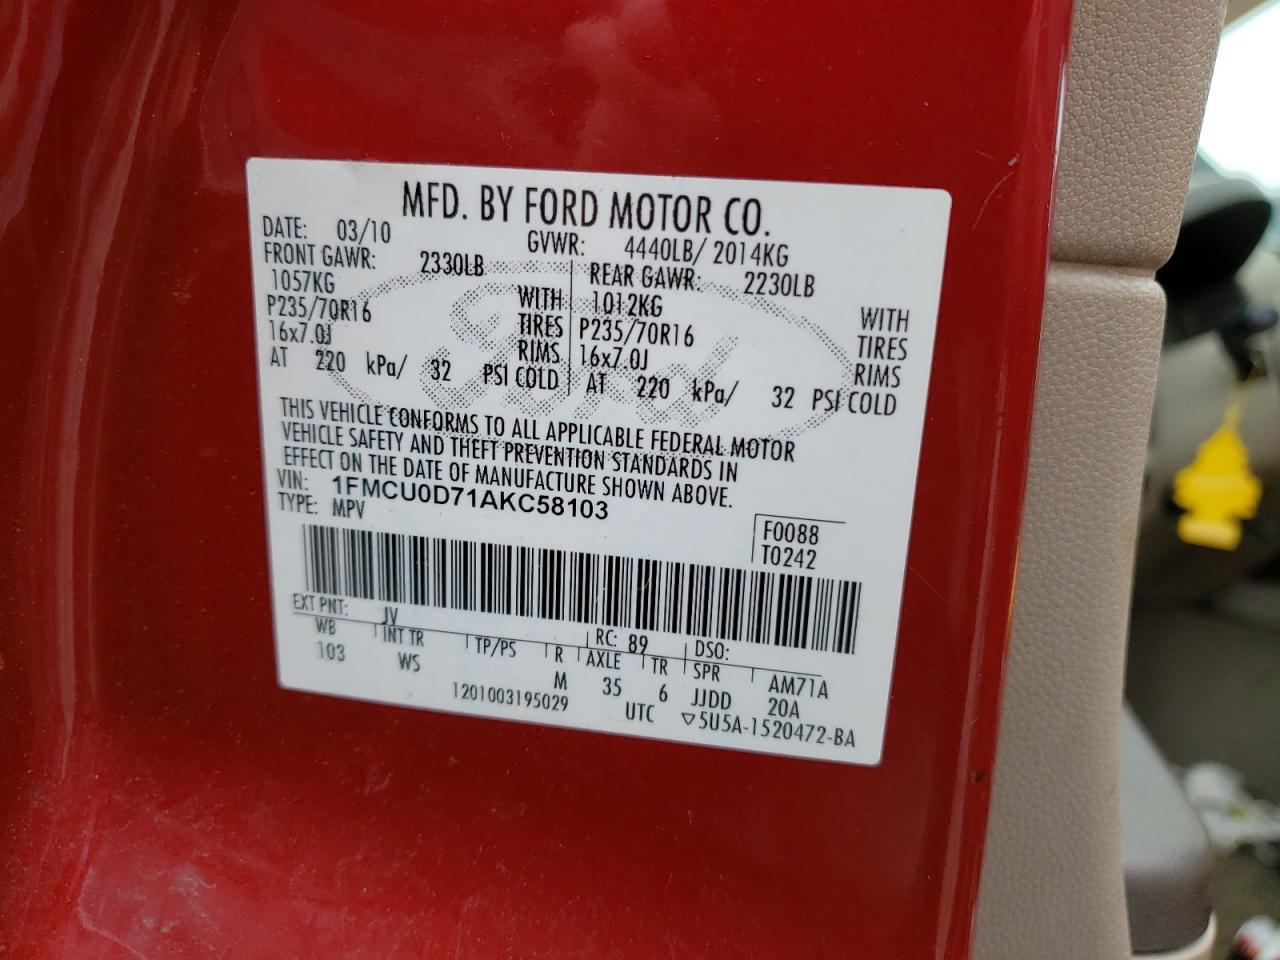 MFD. BY FORD MOTOR CO.
DATE: 03/10 GVWR: 4440LB/ 2014KG
FRONT GAWR: 2330LB REAR GAWR: 2230LB
1057KG WITH 1012KG WITH
P235/70R16 TIRES P235/70R16 TIRES
16x7.0J RIMS 16x7.0J RIMS
AT 220 kPa/ 32 PSI COLD AT 220 kPa/ 32 PSI COLD
THIS VEHICLE CONFORMS TO ALL APPLICABLE FEDERAL MOTOR
VEHICLE SAFETY AND THEFT PREVENTION STANDARDS IN
EFFECT ON THE DATE OF MANUFACTURE SHOWN ABOVE.
VIN: 1FMCU0D71AKC58103
TYPE: MPV
F0088
T0242
EXT PNT: JV RC: 89 DSO:
WB INT TR TP/PS R AXLE TR SPR AM71A
103 WS M 35 6 JJDD 20A
1201003195029 UTC ▽5U5A-1520472-BA
Ford